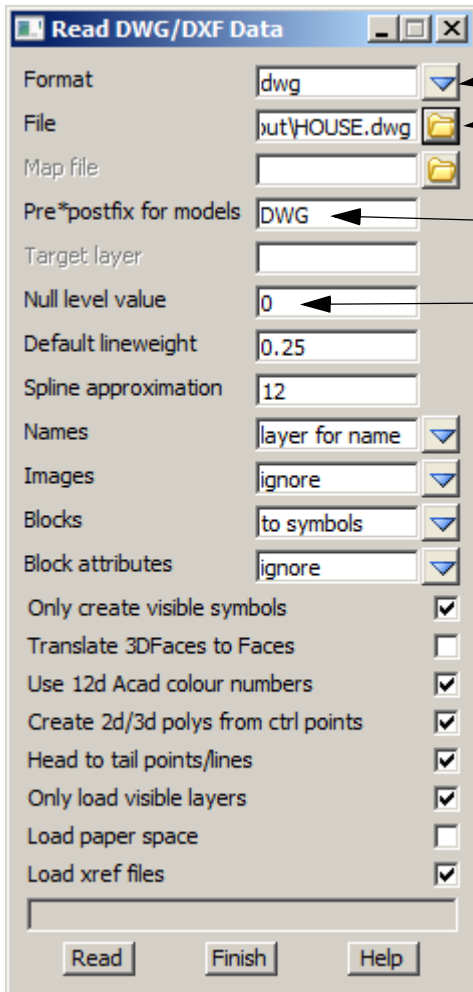 Read DWG/DXF Data
Format dwg
File out\HOUSE.dwg
Map file
Pre*postfix for models DWG
Target layer
Null level value 0
Default lineweight 0.25
Spline approximation 12
Names layer for name
Images ignore
Blocks to symbols
Block attributes ignore
Only create visible symbols
Translate 3DFaces to Faces
Use 12d Acad colour numbers
Create 2d/3d polys from ctrl points
Head to tail points/lines
Only load visible layers
Load paper space
Load xref files
Read Finish Help